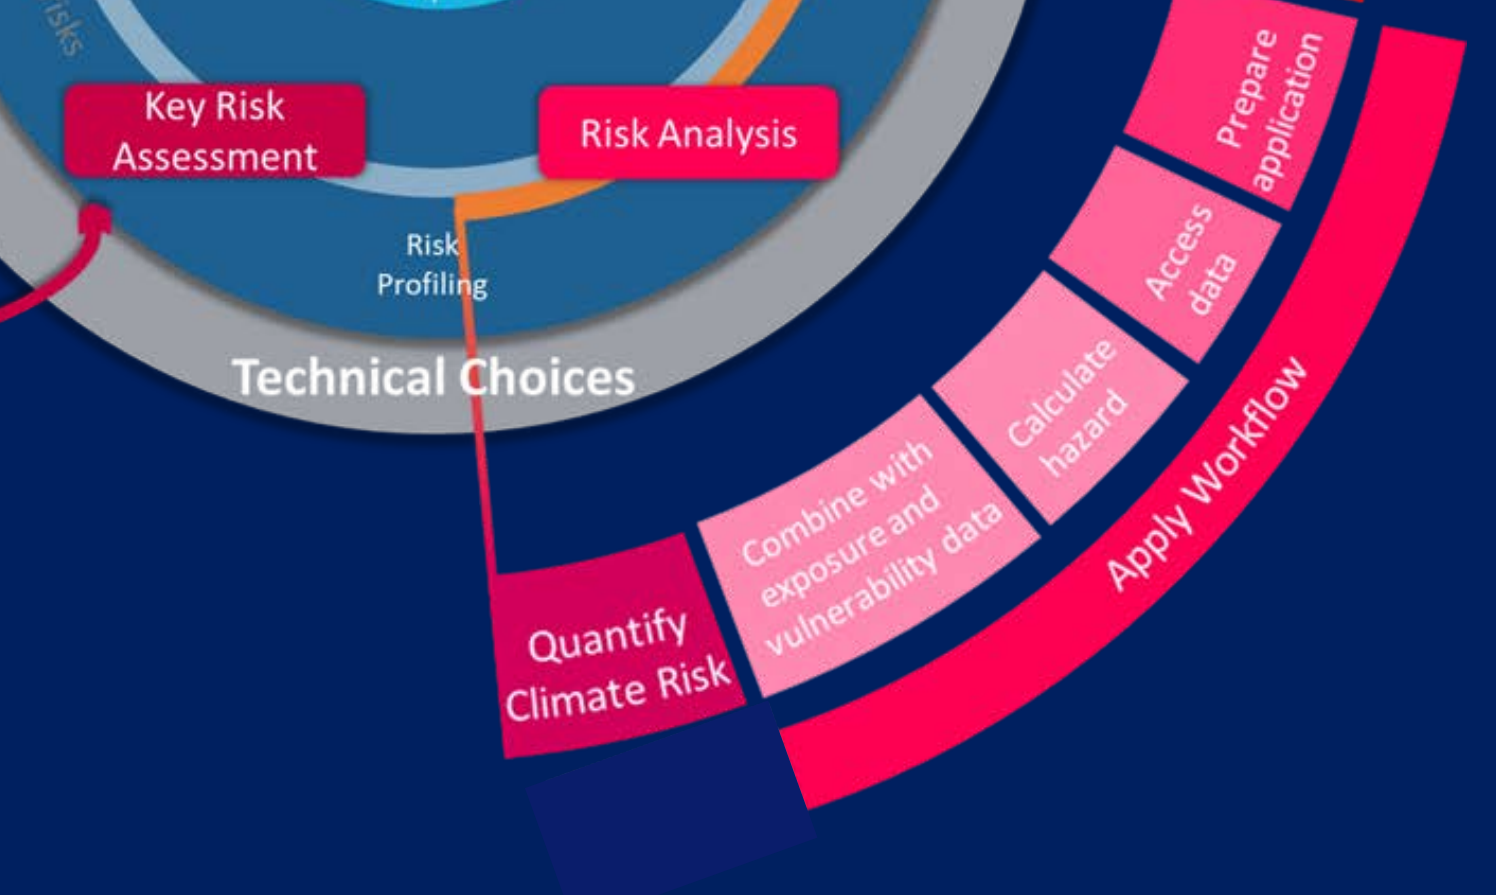 isks
Key Risk
Assessment
Risk Analysis
Risk
Profiling
Technical Choices
Prepare
application
Access
data
Calculate
hazard
Combine with
exposure and
vulnerability data
Quantify
Climate Risk
Apply Workflow